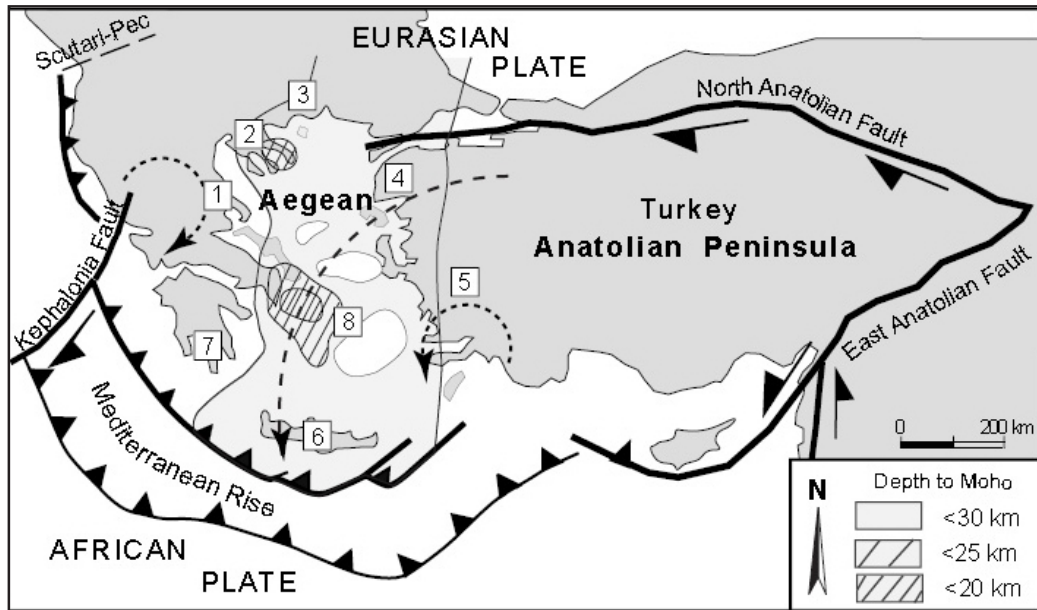 Scutari-Pec
EURASIAN
PLATE
North Anatolian Fault
3
2
4
1
Aegean
Turkey
Anatolian Peninsula
Kephalonia Fault
5
8
7
East Anatolian Fault
6
Mediterranean Rise
0 200 km
AFRICAN
PLATE
N
Depth to Moho
<30 km
<25 km
<20 km